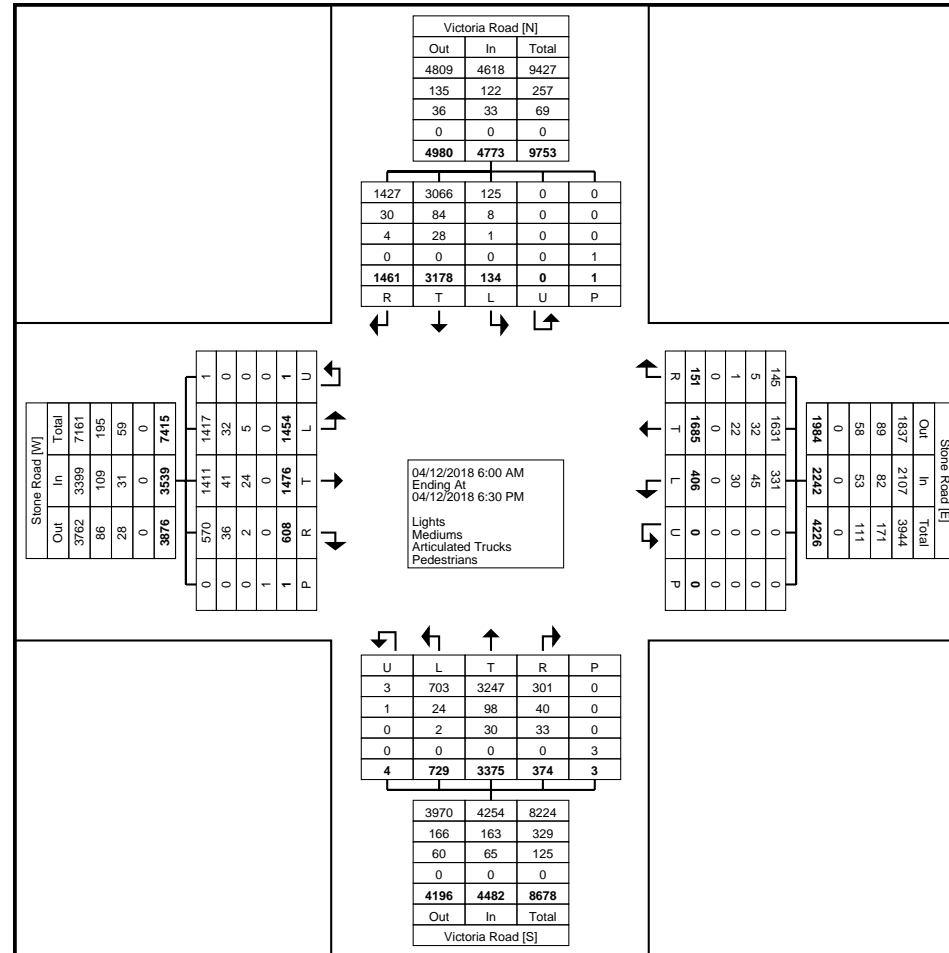 Victoria Road [N]
Out In Total
4809 4618 9427
135 122 257
36 33 69
0 0 0
4980 4773 9753
1427 3066 125 0 0
30 84 8 0 0
4 28 1 0 0
0 0 0 0 1
1461 3178 134 0 1
R T L U P
Stone Road [W]
Total In Out
7161 3399 3762
195 109 86
59 31 28
0 0 0
7415 3539 3876
1 1417 1411 570 0
0 32 41 36 0
0 5 24 2 0
0 0 0 0 1
1 1454 1476 608 1
U L T R P
04/12/2018 6:00 AM
Ending At
04/12/2018 6:30 PM
Lights
Mediums
Articulated Trucks
Pedestrians
Stone Road [E]
Out In Total
1837 2107 3944
89 82 171
58 53 111
0 0 0
1984 2242 4226
145 1631 331 0 0
5 32 45 0 0
1 22 30 0 0
0 0 0 0 0
151 1685 406 0 0
R T L U P
U L T R P
3 703 3247 301 0
1 24 98 40 0
0 2 30 33 0
0 0 0 0 3
4 729 3375 374 3
3970 4254 8224
166 163 329
60 65 125
0 0 0
4196 4482 8678
Out In Total
Victoria Road [S]